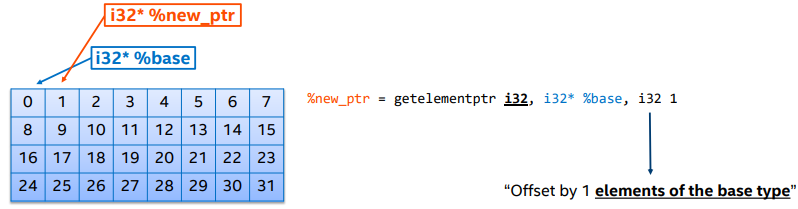 i32* %new_ptr
i32* %base
0 1 2 3 4 5 6 7
8 9 10 11 12 13 14 15
16 17 18 19 20 21 22 23
24 25 26 27 28 29 30 31
%new_ptr = getelementptr i32, i32* %base, i32 1
“Offset by 1 elements of the base type”